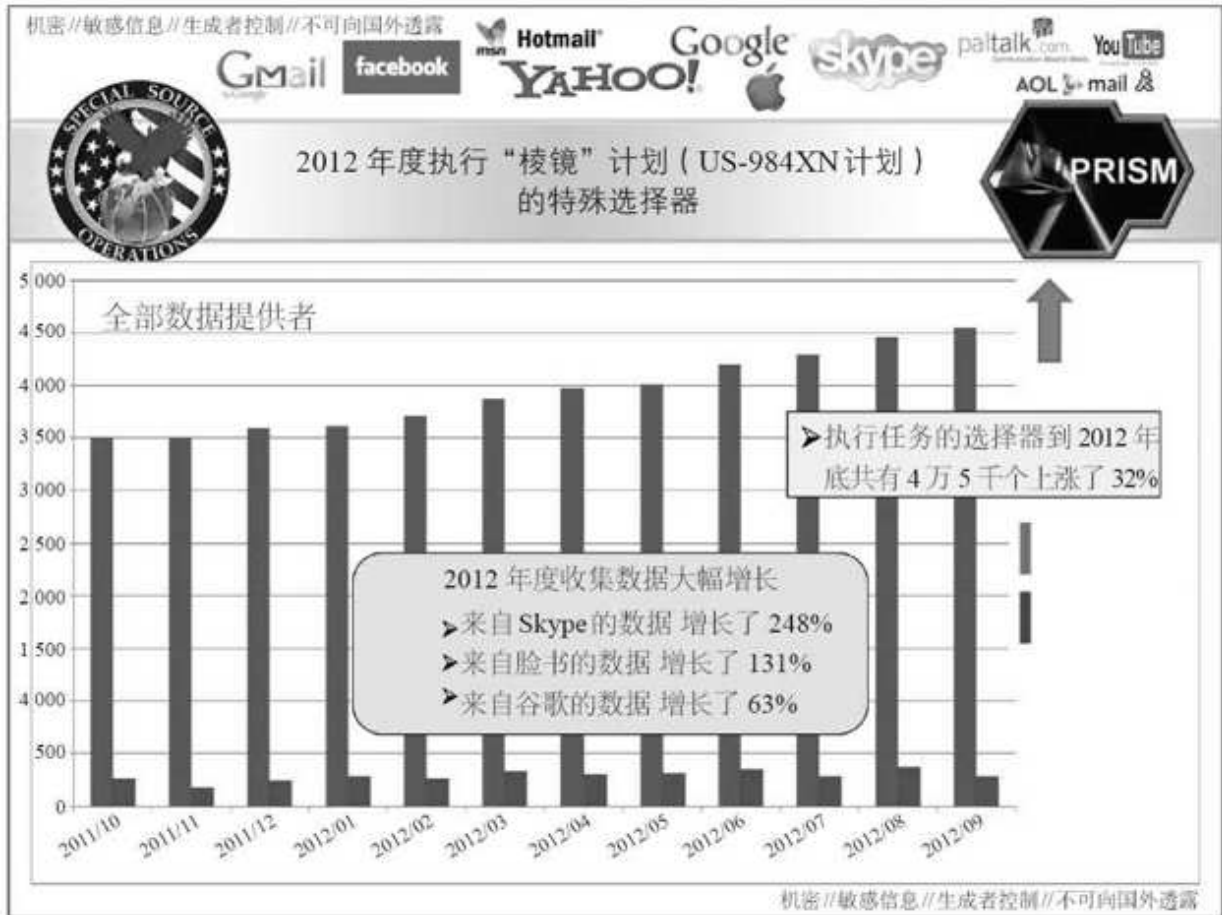 机密//敏感信息//生成者控制//不可向国外透露
GMail
facebook
msn Hotmail
YAHOO!
Google
skype
paltalk.com
YouTube
AOL mail
SPECIAL SOURCE OPERATIONS
2012 年度执行“棱镜”计划(US-984XN计划)
的特殊选择器
PRISM
5 000
4 500
4 000
3 500
3 000
2 500
2 000
1 500
4 000
500
0
全部数据提供者
➤执行任务的选择器到 2012 年
底共有 4 万 5 千个上涨了 32%
2012 年度收集数据大幅增长
➤来自Skype的数据 增长了 248%
➤来自脸书的数据 增长了 131%
➤来自谷歌的数据 增长了 63%
2011/10
2011/11
2011/12
2012/01
2012/02
2012/03
2012/04
2012/05
2012/06
2012/07
2012/08
2012/09
机密//敏感信息//生成者控制//不可向国外透露